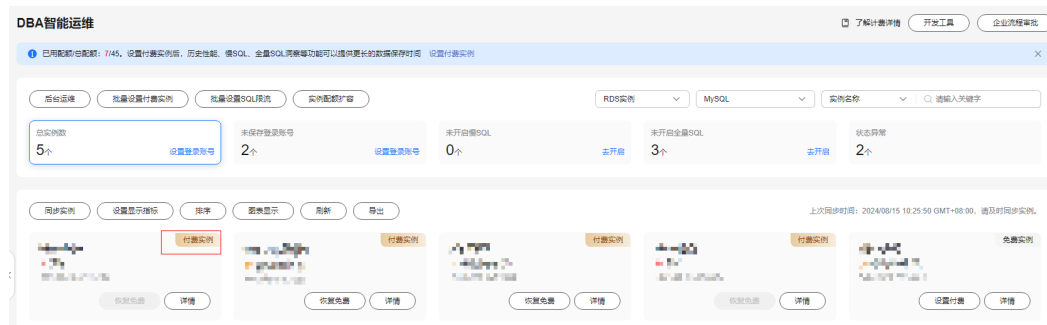 DBA智能运维
了解计费详情 开发工具 企业流程审批
已用配额/总配额：7/45。设置付费实例后，历史性能、慢SQL、全量SQL洞察等功能可以提供更长的数据保存时间 设置付费实例
后台运维 批量设置付费实例 批量设置SQL限流 实例配额扩容 RDS实例 MySQL 实例名称 请输入关键字
总实例数 未保存登录账号 未开启慢SQL 未开启全量SQL 状态异常
5个 设置登录账号 2个 设置登录账号 0个 去开启 3个 去开启 2个
同步实例 设置显示指标 排序 图表显示 刷新 导出 上次同步时间：2024/08/15 10:25:50 GMT+08:00，请及时同步实例。
付费实例 付费实例 付费实例 付费实例 免费实例
恢复免费 详情 恢复免费 详情 恢复免费 详情 恢复免费 详情 设置付费 详情